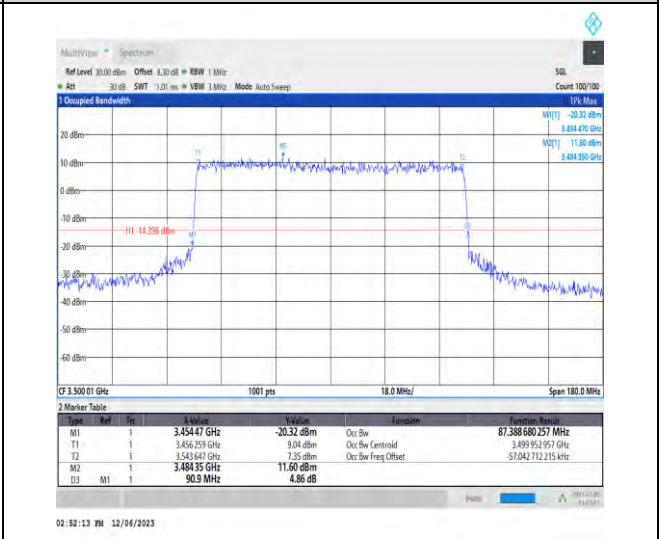 MultiView Spectrum
Ref Level 30.00 dBm Offset 8.30 dB RBW 1 MHz SGL
Att 30 dB SWT 1.01 ms VBW 3 MHz Mode Auto Sweep Count 100/100
1 Occupied Bandwidth 1Pk Max
M1[1] -20.32 dBm
3.454 470 GHz
20 dBm M2[1] 11.60 dBm
3.484 350 GHz
M2
T1 T2
10 dBm
0 dBm
-10 dBm
H1 -14.396 dBm
D3
M1
-20 dBm
-30 dBm
-40 dBm
-50 dBm
-60 dBm
CF 3.500 01 GHz 1001 pts 18.0 MHz/ Span 180.0 MHz
2 Marker Table
Type Ref Trc X-Value Y-Value Function Function Result
M1 1 3.454 47 GHz -20.32 dBm Occ Bw 87.388 680 257 MHz
T1 1 3.456 259 GHz 9.04 dBm Occ Bw Centroid 3.499 952 957 GHz
T2 1 3.543 647 GHz 7.35 dBm Occ Bw Freq Offset -57.042 712 215 kHz
M2 1 3.484 35 GHz 11.60 dBm
D3 M1 1 90.9 MHz 4.86 dB
02:52:13 PM 12/06/2023